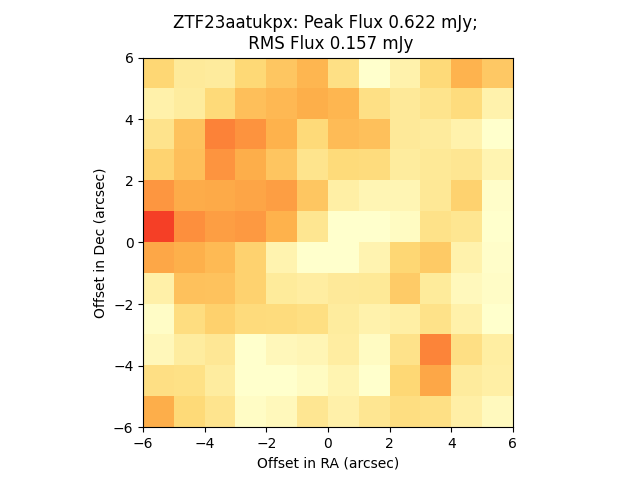 ZTF23aatukpx: Peak Flux 0.622 mJy;
RMS Flux 0.157 mJy
6
4
2
0
−2
−4
−6
Offset in Dec (arcsec)
−6 −4 −2 0 2 4 6
Offset in RA (arcsec)